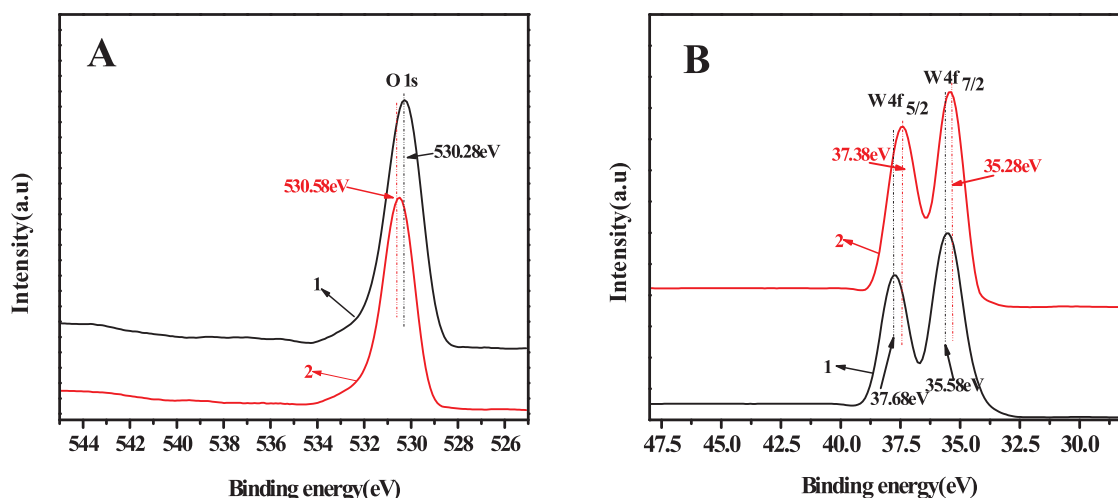 A
O 1s
530.28eV
530.58eV
1
2
Intensity(a.u)
544 542 540 538 536 534 532 530 528 526
Binding energy(eV)
B
W 4f 7/2
W 4f 5/2
37.38eV
35.28eV
2
1
37.68eV
35.58eV
Intensity(a.u)
47.5 45.0 42.5 40.0 37.5 35.0 32.5 30.0
Binding energy(eV)